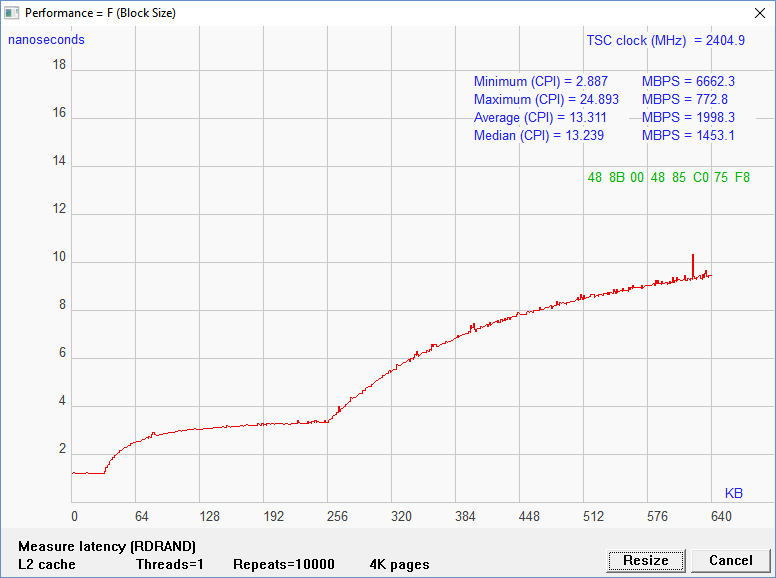 Performance = F (Block Size)
nanoseconds
TSC clock (MHz) = 2404.9
18
Minimum (CPI) = 2.887 MBPS = 6662.3
Maximum (CPI) = 24.893 MBPS = 772.8
16
Average (CPI) = 13.311 MBPS = 1998.3
Median (CPI) = 13.239 MBPS = 1453.1
14
48 8B 00 48 85 C0 75 F8
12
10
8
6
4
2
KB
0 64 128 192 256 320 384 448 512 576 640
Measure latency (RDRAND)
L2 cache Threads=1 Repeats=10000 4K pages
Resize Cancel